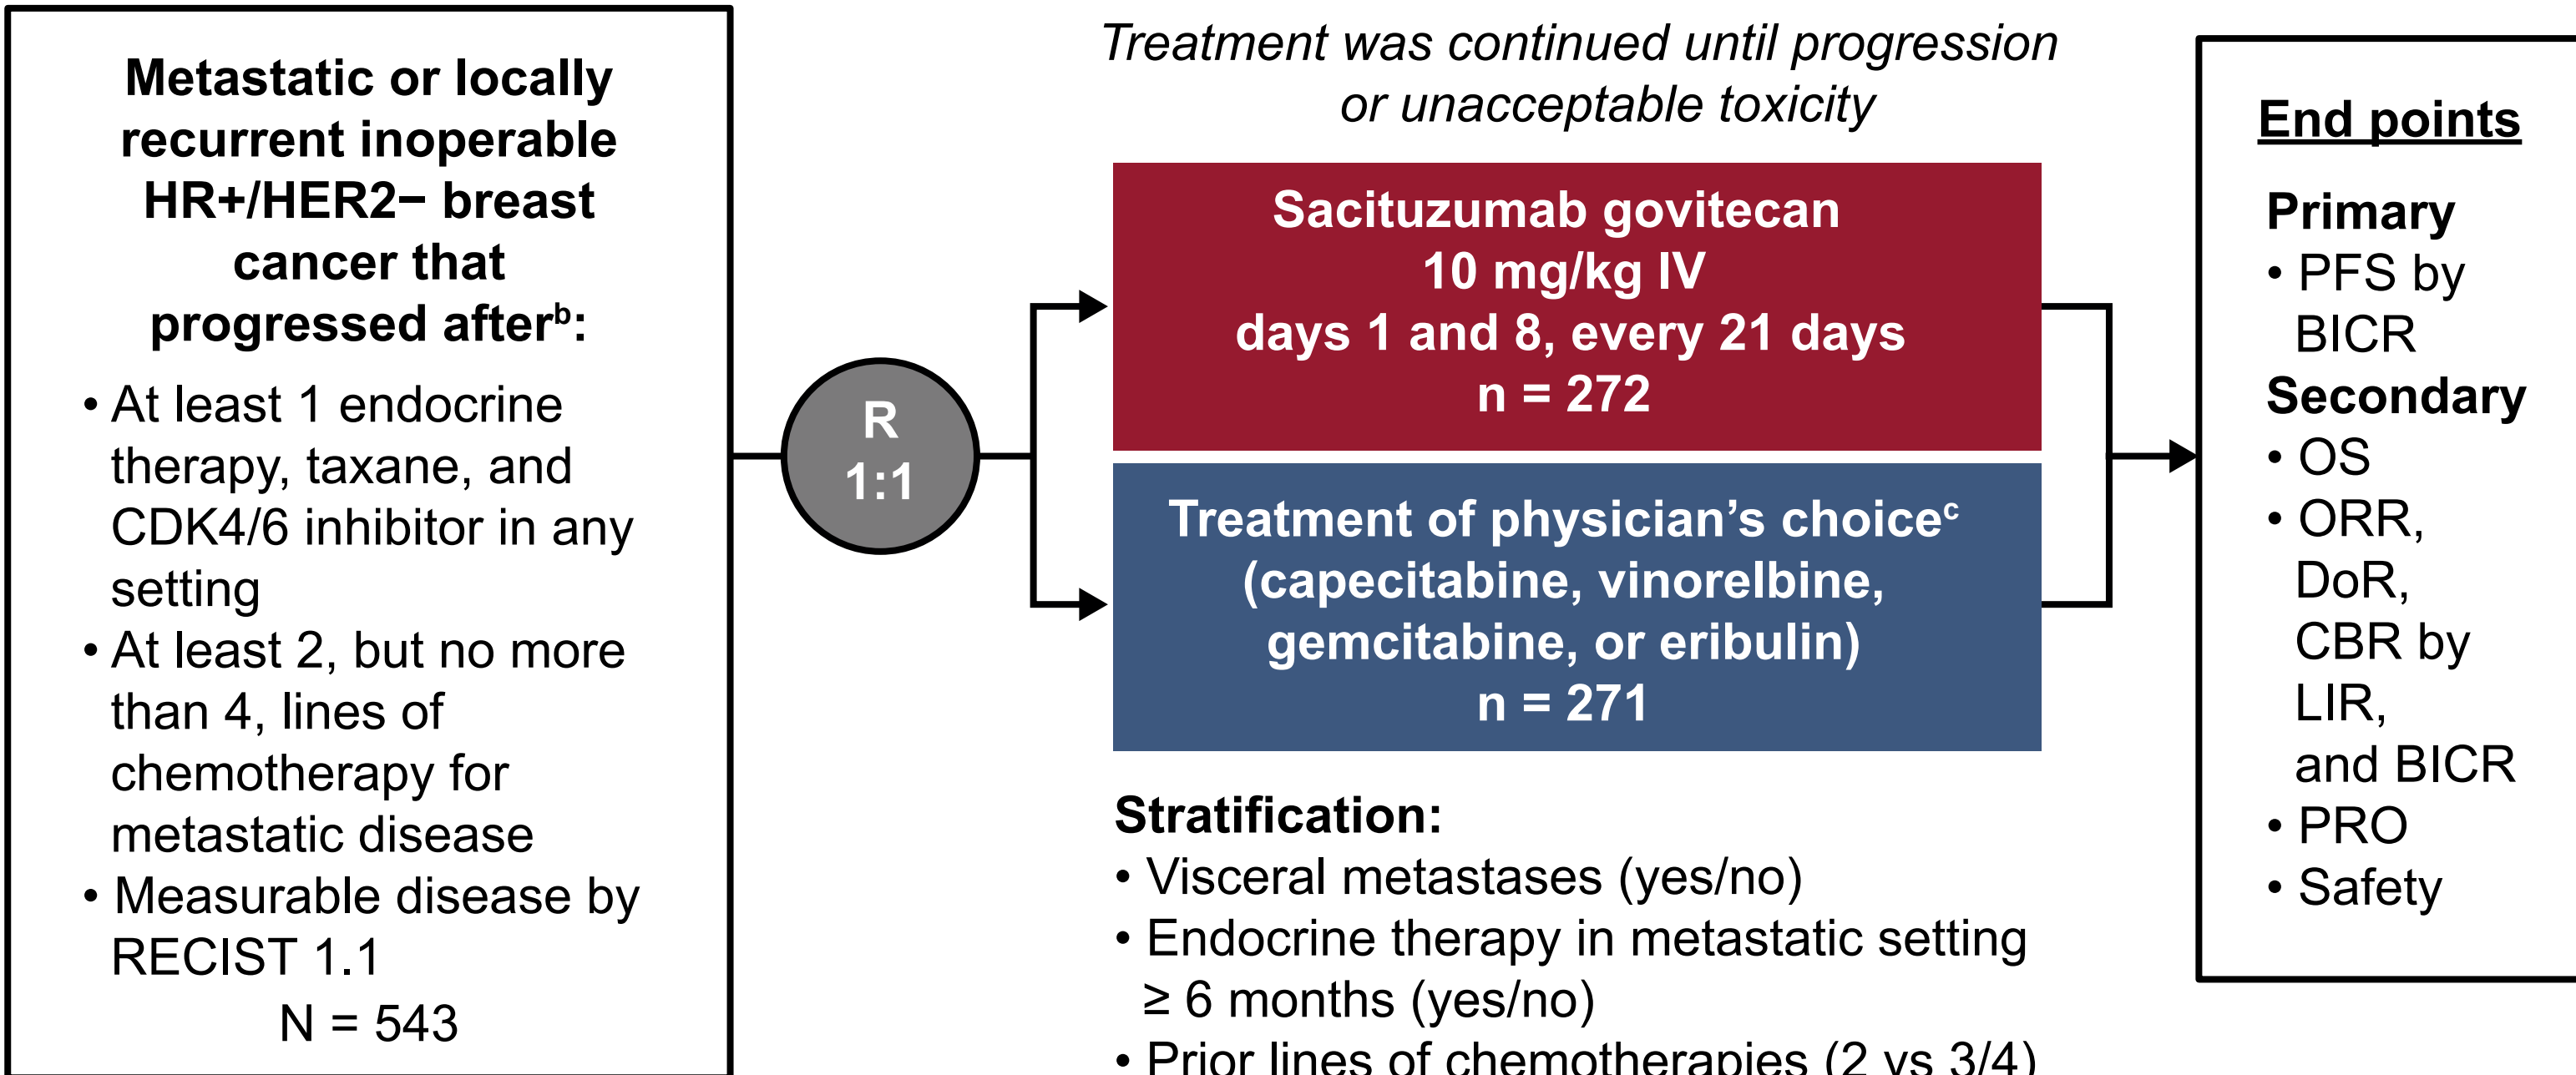 Metastatic or locally
recurrent inoperable
HR+/HER2− breast
cancer that
progressed afterᵇ:
• At least 1 endocrine
therapy, taxane, and
CDK4/6 inhibitor in any
setting
• At least 2, but no more
than 4, lines of
chemotherapy for
metastatic disease
• Measurable disease by
RECIST 1.1
N = 543
R
1:1
Treatment was continued until progression
or unacceptable toxicity
Sacituzumab govitecan
10 mg/kg IV
days 1 and 8, every 21 days
n = 272
Treatment of physician’s choiceᶜ
(capecitabine, vinorelbine,
gemcitabine, or eribulin)
n = 271
Stratification:
• Visceral metastases (yes/no)
• Endocrine therapy in metastatic setting
≥ 6 months (yes/no)
• Prior lines of chemotherapies (2 vs 3/4)
End points
Primary
• PFS by
BICR
Secondary
• OS
• ORR,
DoR,
CBR by
LIR,
and BICR
• PRO
• Safety